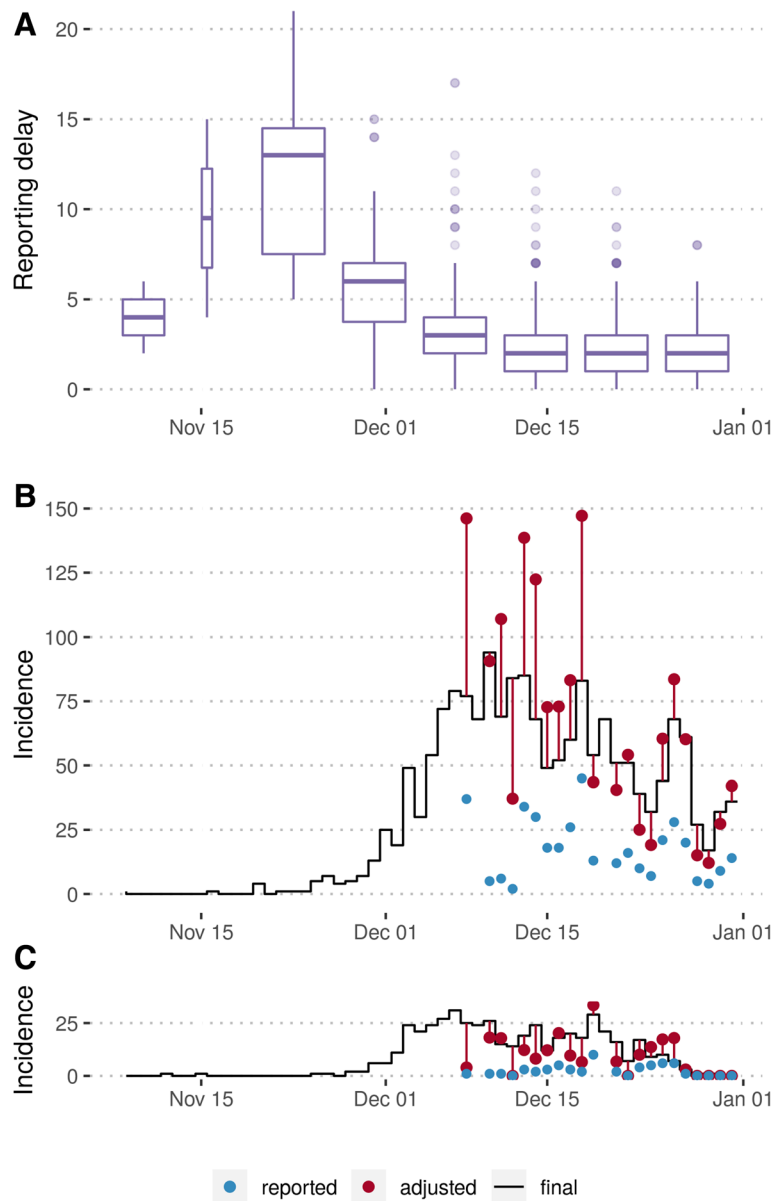 A
20
15
10
5
0
Reporting delay
Nov 15 Dec 01 Dec 15 Jan 01
B
150
125
100
75
50
25
0
Incidence
Nov 15 Dec 01 Dec 15 Jan 01
C
25
0
Incidence
Nov 15 Dec 01 Dec 15 Jan 01
reported adjusted final